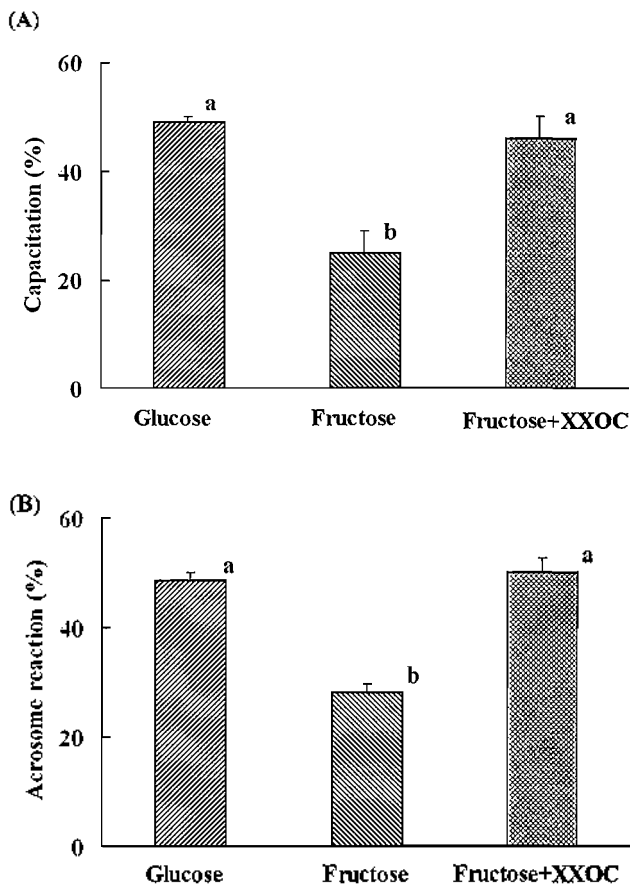 (A)
60
40
20
0
Capacitation (%)
a
b
a
Glucose Fructose Fructose+XXOC
(B)
60
40
20
0
Acrosome reaction (%)
a
b
a
Glucose Fructose Fructose+XXOC